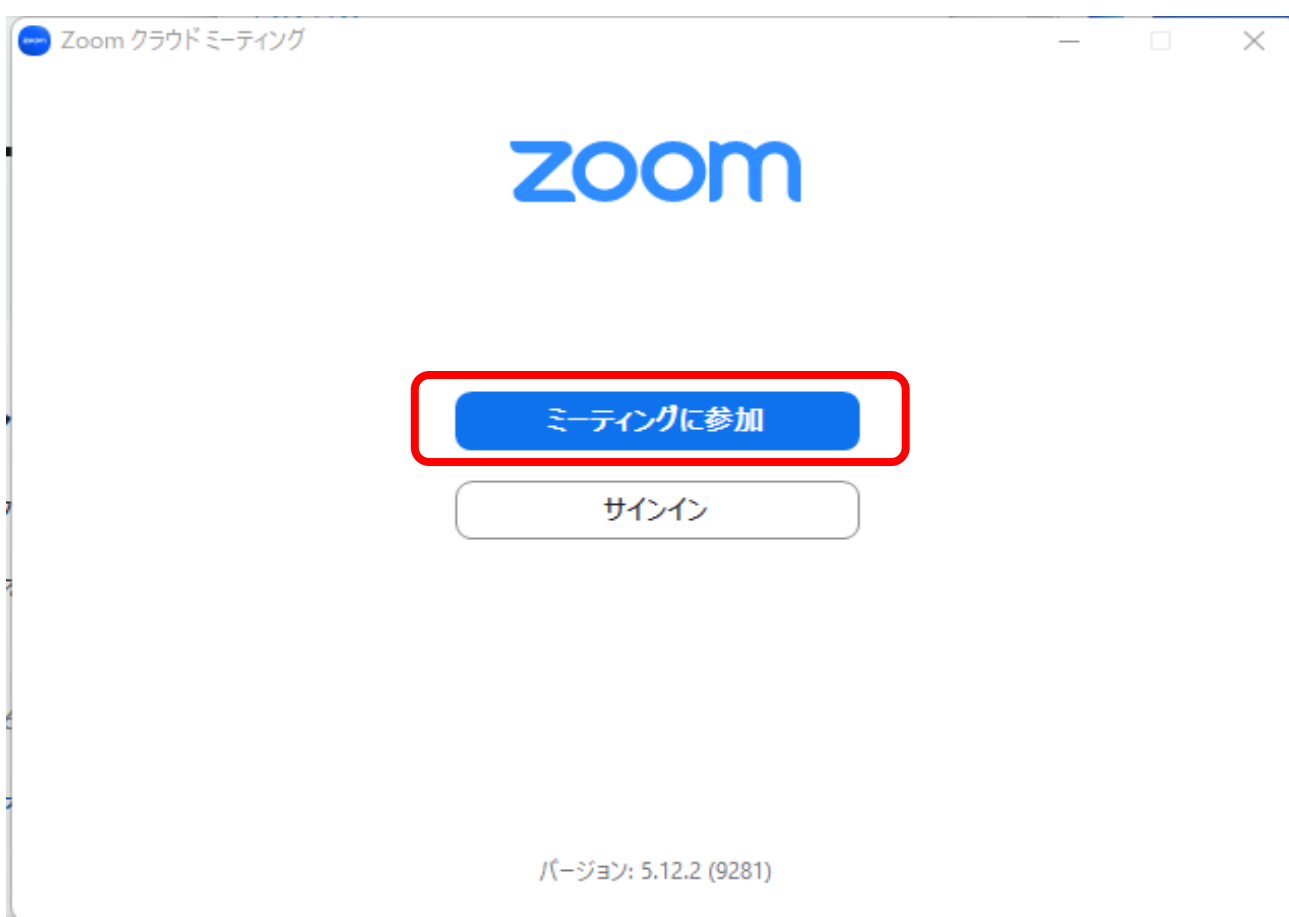 Zoom クラウド ミーティング
zoom
ミーティングに参加
サインイン
バージョン: 5.12.2 (9281)